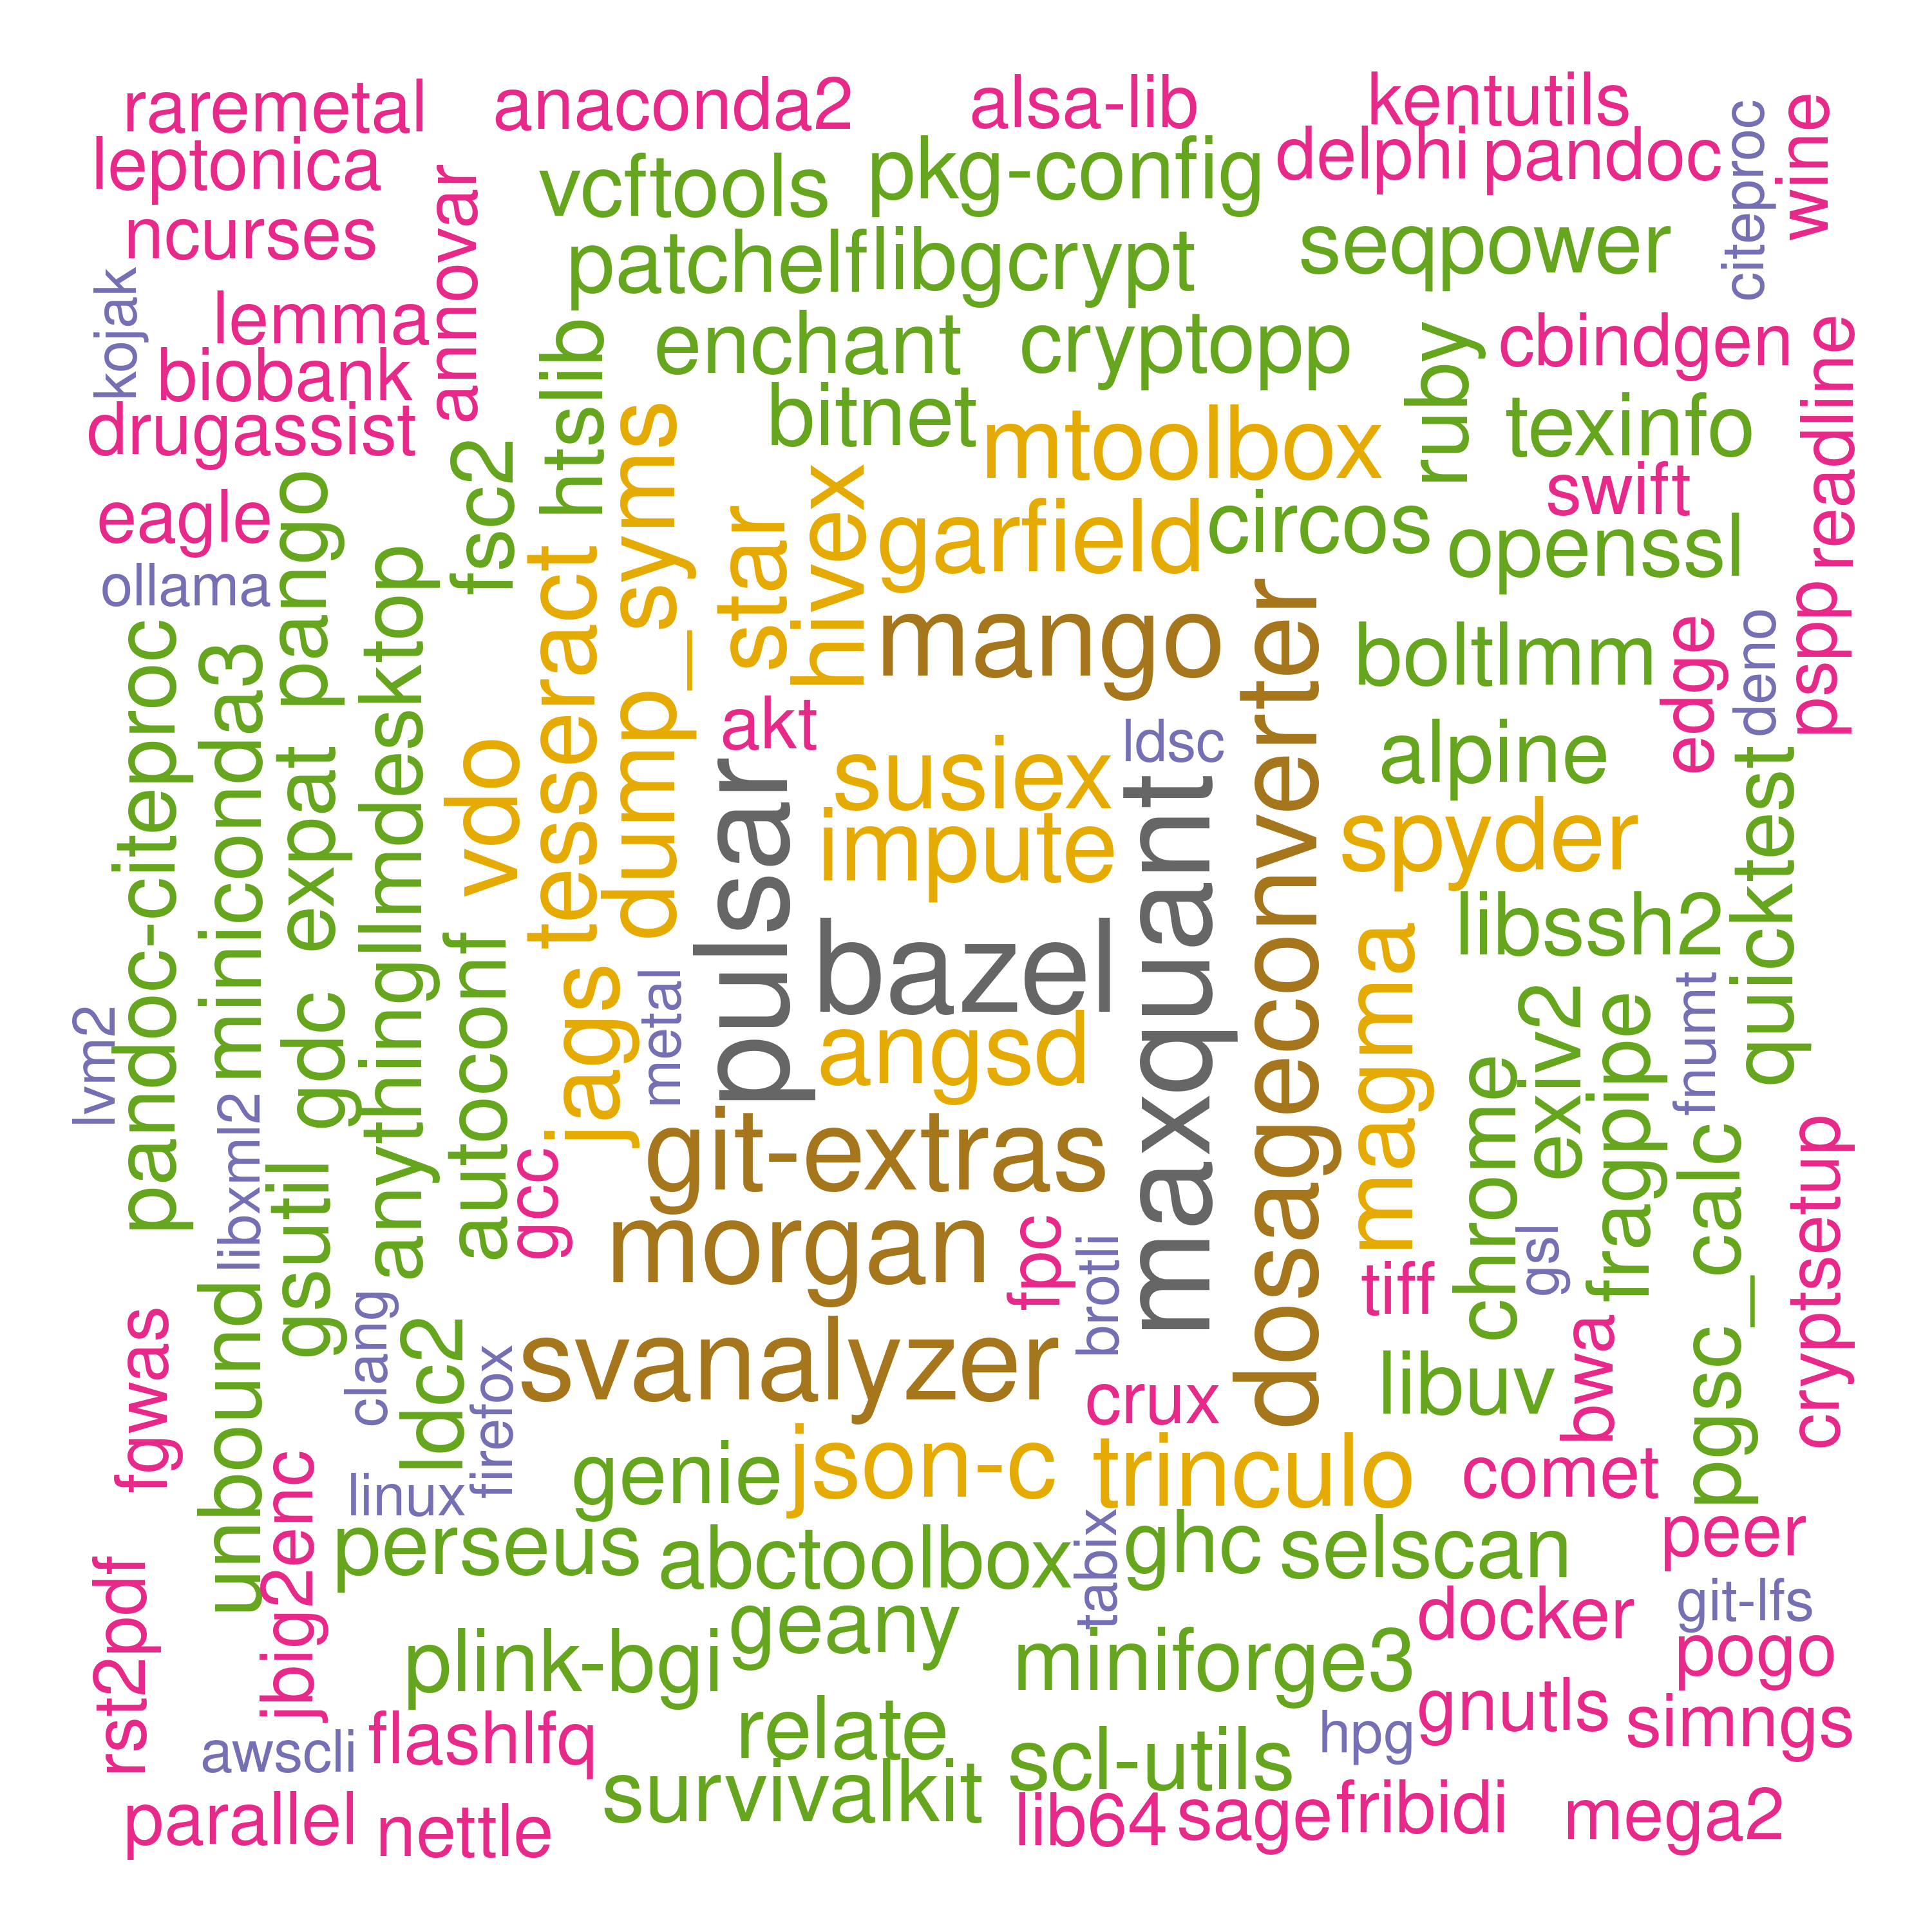 raremetal
anaconda2
alsa-lib
kentutils
leptonica
vcftools
pkg-config
delphi
pandoc
citeproc
wine
ncurses
annovar
patchelf
libgcrypt
seqpower
kojak
lemma
htslib
enchant
cryptopp
ruby
cbindgen
readline
biobank
drugassist
fsc2
dump_syms
bitnet
mtoolbox
texinfo
eagle
pango
hivex
garfield
circos
swift
openssl
ollama
anythingllmdesktop
tesseract
star
mango
dosageconverter
boltlmm
edge
deno
pspp
pandoc-citeproc
miniconda3
expat
vdo
akt
ldsc
alpine
quicktest
pulsar
susiex
impute
maxquant
spyder
autoconf
bazel
magma
libssh2
lvm2
gdc
jags
metal
angsd
exiv2
fragpipe
fnumt
libxml2
gsutil
gcc
git-extras
chrome
pgsc_calc
cryptsetup
morgan
fpc
brotli
tiff
gsl
fgwas
unbound
clang
ldc2
firefox
svanalyzer
crux
libuv
bwa
jbig2enc
linux
genie
json-c
trinculo
comet
rst2pdf
perseus
abctoolbox
tabix
ghc
selscan
peer
geany
docker
git-lfs
plink-bgi
miniforge3
pogo
awscli
flashlfq
relate
scl-utils
hpg
gnutls
simngs
parallel
nettle
survivalkit
lib64
sage
fribidi
mega2